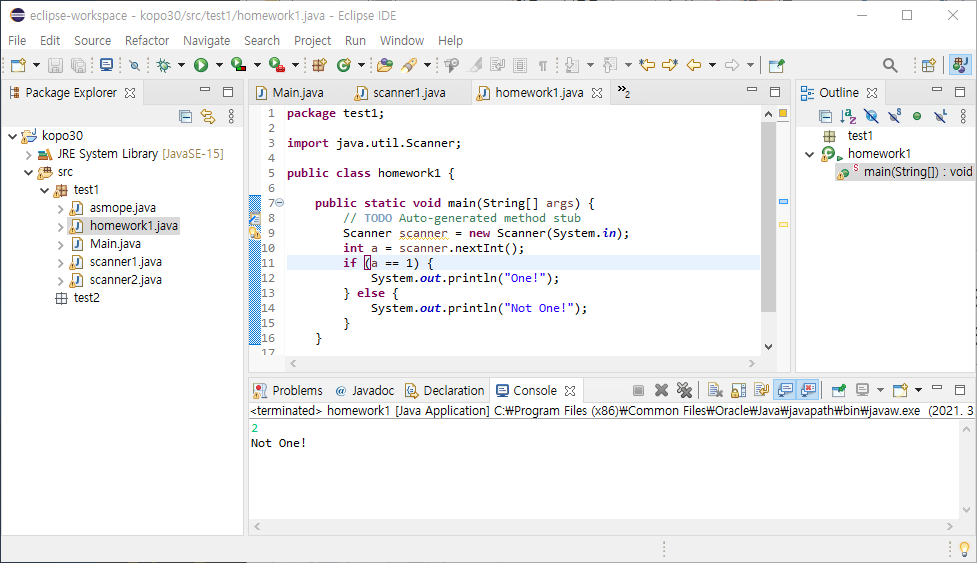 eclipse-workspace - kopo30/src/test1/homework1.java - Eclipse IDE
File Edit Source Refactor Navigate Search Project Run Window Help
Package Explorer
kopo30
JRE System Library [JavaSE-15]
src
test1
asmope.java
homework1.java
Main.java
scanner1.java
scanner2.java
test2
Main.java scanner1.java homework1.java »2
1 package test1;
2
3 import java.util.Scanner;
4
5 public class homework1 {
6
7 public static void main(String[] args) {
8 // TODO Auto-generated method stub
9 Scanner scanner = new Scanner(System.in);
10 int a = scanner.nextInt();
11 if (a == 1) {
12 System.out.println("One!");
13 } else {
14 System.out.println("Not One!");
15 }
16 }
17
Outline
test1
homework1
main(String[]) : void
Problems @ Javadoc Declaration Console
<terminated> homework1 [Java Application] C:₩Program Files (x86)₩Common Files₩Oracle₩Java₩javapath₩bin₩javaw.exe (2021. 3
2
Not One!